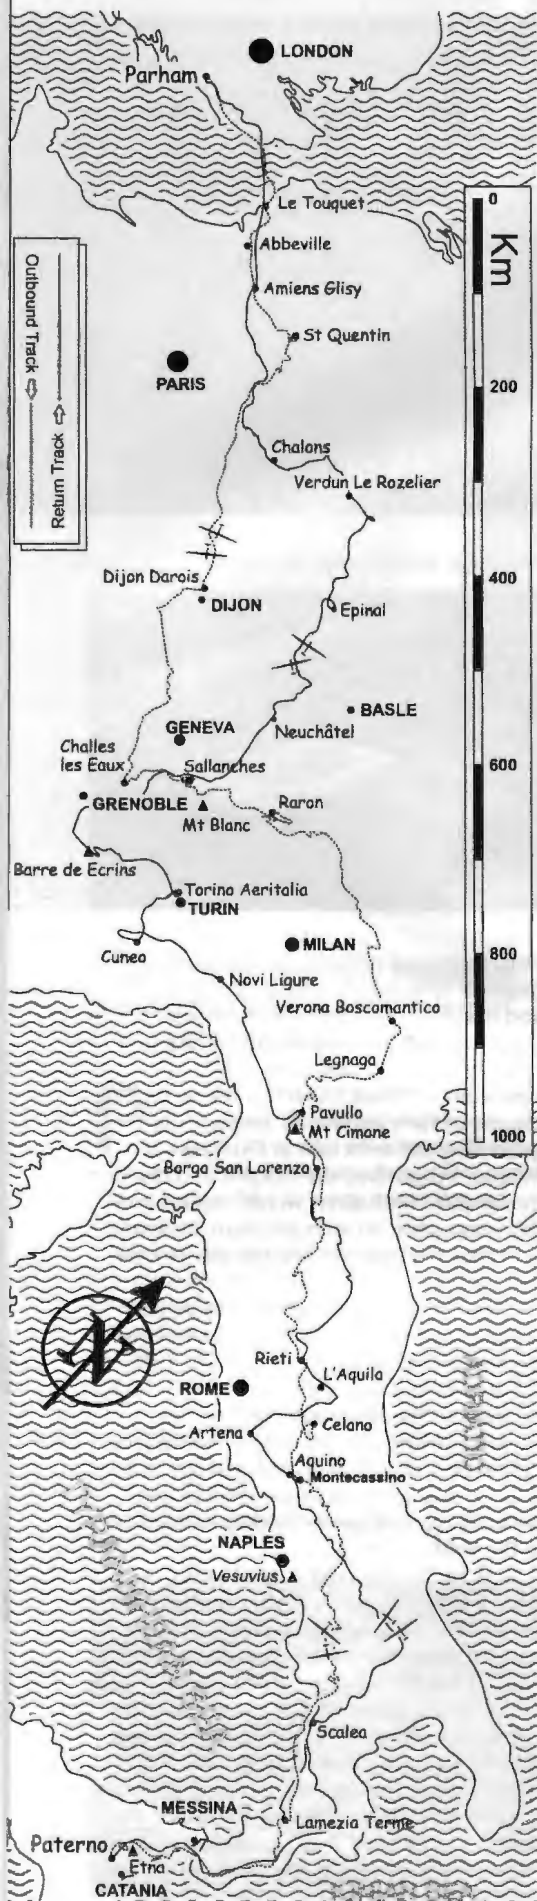 LONDON
Parham
0
Km
Le Touquet
Abbeville
Outbound Track
Return Track
Amiens Glisy
St Quentin
PARIS
200
Chalons
Verdun Le Rozelier
400
Dijon Darois
DIJON
Epinal
BASLE
GENEVA
Neuchâtel
Challes
les Eaux
Sallanches
600
GRENOBLE
Mt Blanc
Raron
Barre de Ecrins
Torino Aeritalia
TURIN
Cuneo
MILAN
800
Novi Ligure
Verona Boscomantico
Legnaga
Pavullo
Mt Cimone
1000
Borgo San Lorenzo
N
Rieti
L'Aquila
ROME
Celano
Artena
Aquino
Montecassino
NAPLES
Vesuvius
Scalea
MESSINA
Lamezia Terme
Paterno
Etna
CATANIA